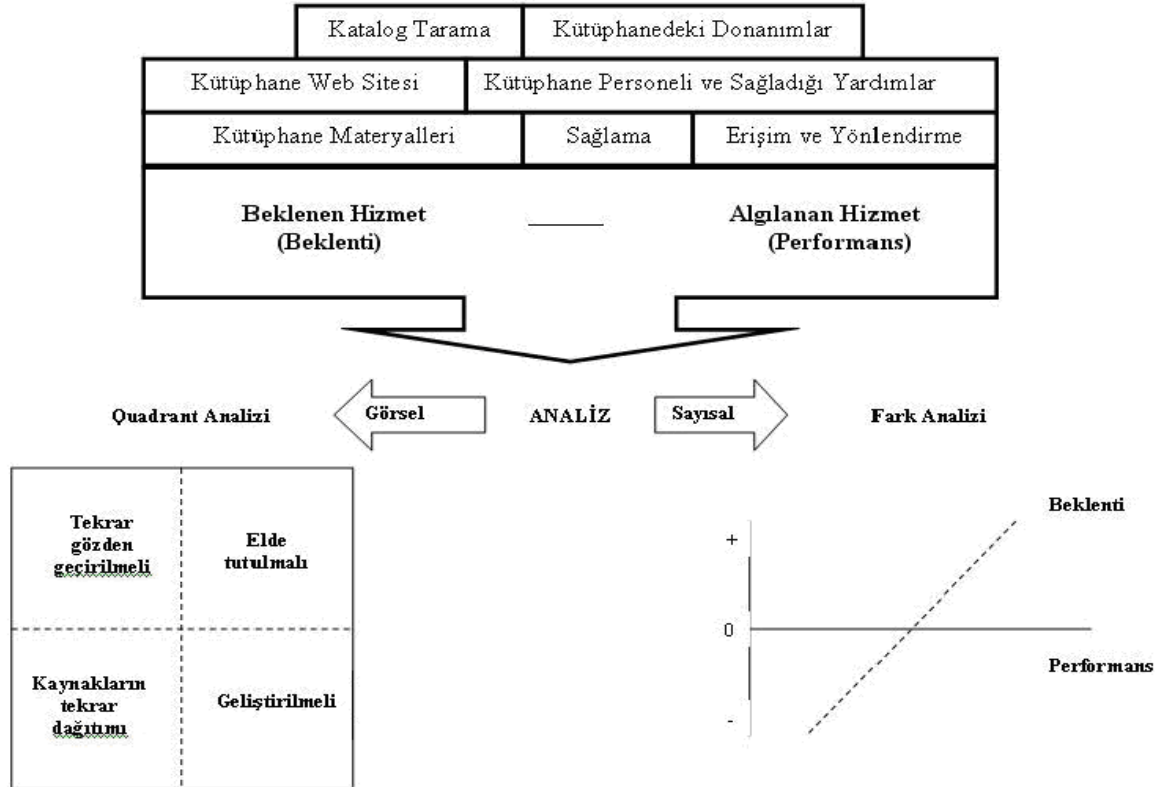 Katalog Tarama
Kütüphanedeki Donanımlar
Kütüphane Web Sitesi
Kütüphane Personeli ve Sağladığı Yardımlar
Kütüphane Materyalleri
Sağlama
Erişim ve Yönlendirme
Beklenen Hizmet
(Beklenti)
Algılanan Hizmet
(Performans)
Quadrant Analizi
Görsel
ANALİZ
Sayısal
Fark Analizi
Tekrar
gözden
geçirilmeli
Elde
tutulmalı
Kaynakların
tekrar
dağıtımı
Geliştirilmeli
Beklenti
+
0
Performans
-